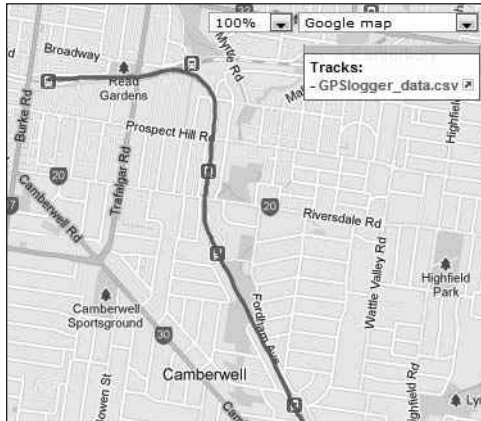 100%
Google map
Tracks:
- GPSlogger_data.csv
Broadway
Read
Gardens
Myrtle Rd
Burke Rd
Prospect Hill Rd
Trafalgar Rd
20
Camberwell Rd
7
20
Riversdale Rd
Wattle Valley Rd
Highfield
Highfield
Park
Camberwell
Sportsground
30
Fordham Ave
Camberwell
Highfield Rd
Bowen St